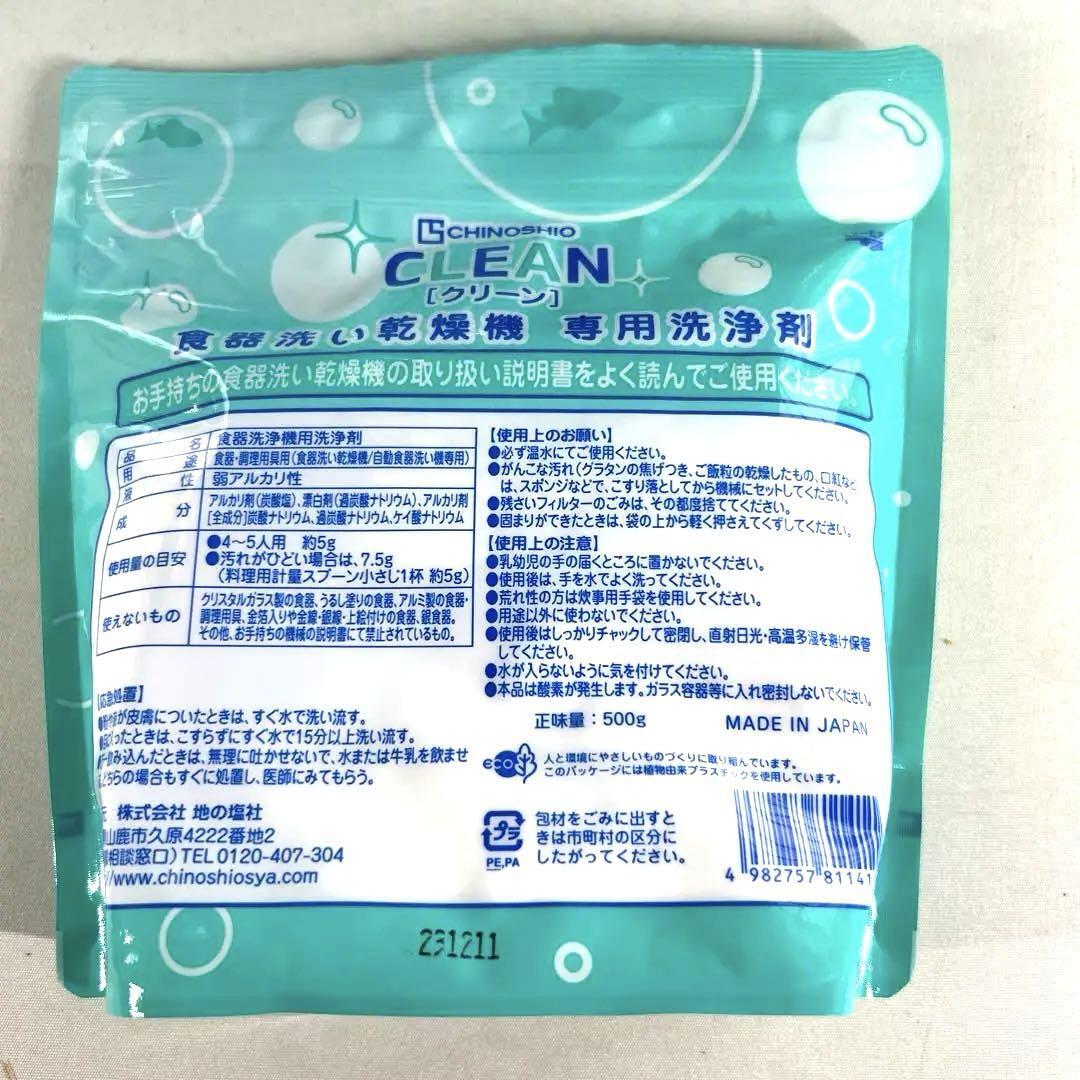 CHINOSHIO
CLEAN
[クリーン]
食器洗い乾燥機 専用洗浄剤
お手持ちの食器洗い乾燥機の取り扱い説明書をよく読んでご使用ください。
品名 食器洗浄機用洗浄剤
用途 食器・調理用具用(食器洗い乾燥機/自動食器洗い機専用)
液性 弱アルカリ性
成分 アルカリ剤(炭酸塩)、漂白剤(過炭酸ナトリウム)、アルカリ剤
[全成分]炭酸ナトリウム、過炭酸ナトリウム、ケイ酸ナトリウム
使用量の目安 ●4〜5人用 約5g
●汚れがひどい場合は、7.5g
(料理用計量スプーン小さじ1杯 約5g)
使えないもの クリスタルガラス製の食器、うるし塗りの食器、アルミ製の食器・
調理用具、金箔入りや金線・銀線・上絵付けの食器、銀食器。
その他、お手持ちの機械の説明書にて禁止されているもの。
【応急処置】
が皮膚についたときは、すぐ水で洗い流す。
ったときは、こすらずにすぐ水で15分以上洗い流す。
飲み込んだときは、無理に吐かせないで、水または牛乳を飲ませ
どちらの場合もすぐに処置し、医師にみてもらう。
株式会社 地の塩社
山鹿市久原4222番地2
相談窓口)TEL 0120-407-304
/www.chinoshiosya.com
【使用上のお願い】
●必ず温水にてご使用ください。
●がんこな汚れ(グラタンの焦げつき、ご飯粒の乾燥したもの、口紅など)
は、スポンジなどで、こすり落としてから機械にセットしてください。
●残さいフィルターのごみは、その都度捨ててください。
●固まりができたときは、袋の上から軽く押さえてくずしてください。
【使用上の注意】
●乳幼児の手の届くところに置かないでください。
●使用後は、手を水でよく洗ってください。
●荒れ性の方は炊事用手袋を使用してください。
●用途以外に使わないでください。
●使用後はしっかりチャックして密閉し、直射日光・高温多湿を避け保管
してください。
●水が入らないように気を付けてください。
●本品は酸素が発生します。ガラス容器等に入れ密封しないでください。
正味量:500g MADE IN JAPAN
eco 人と環境にやさしいものづくりに取り組んでいます。
このパッケージには植物由来プラスチックを使用しています。
プラ
PE,PA
包材をごみに出すと
きは市町村の区分に
したがってください。
4 982757 81141
231211